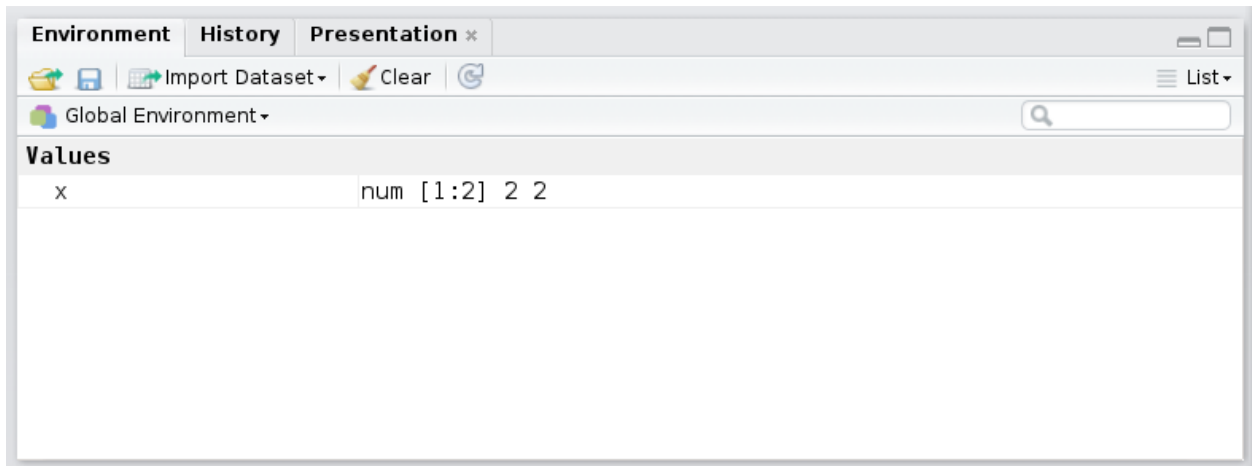 Environment History Presentation
Import Dataset Clear List
Global Environment
Values
x num [1:2] 2 2